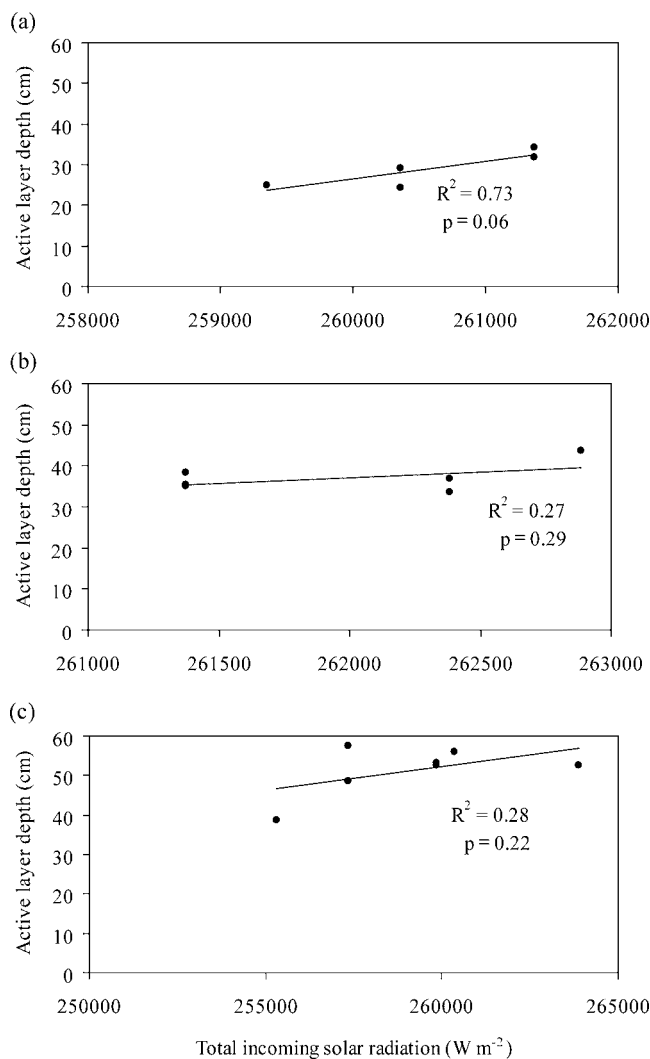 (a)
60
50
40
30
20
10
0
Active layer depth (cm)
R² = 0.73
p = 0.06
258000 259000 260000 261000 262000
(b)
60
50
40
30
20
10
0
Active layer depth (cm)
R² = 0.27
p = 0.29
261000 261500 262000 262500 263000
(c)
60
50
40
30
20
10
0
Active layer depth (cm)
R² = 0.28
p = 0.22
250000 255000 260000 265000
Total incoming solar radiation (W m⁻²)